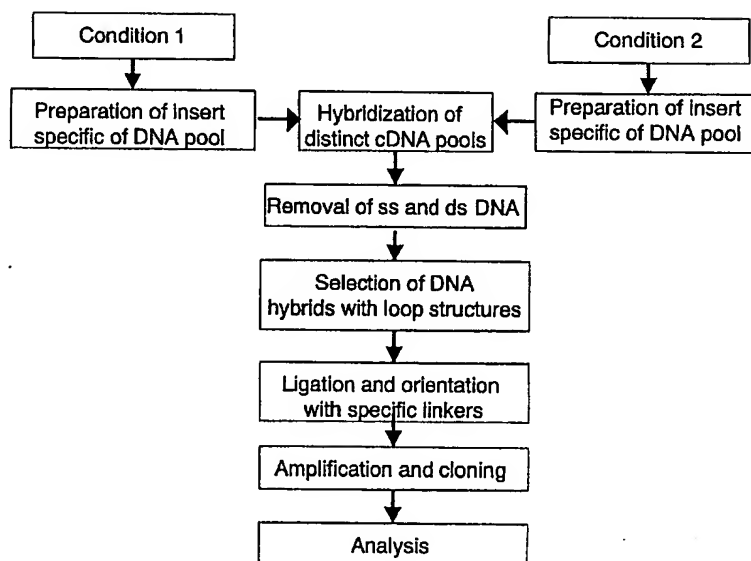 Condition 1
Condition 2
Preparation of insert
specific of DNA pool
Hybridization of
distinct cDNA pools
Preparation of insert
specific of DNA pool
Removal of ss and ds DNA
Selection of DNA
hybrids with loop structures
Ligation and orientation
with specific linkers
Amplification and cloning
Analysis